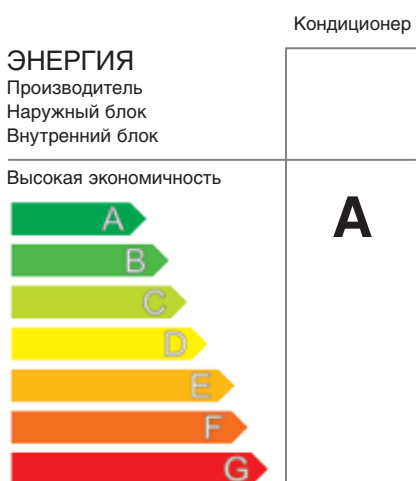 Кондиционер
ЭНЕРГИЯ
Производитель
Наружный блок
Внутренний блок
Высокая экономичность
A
A
B
C
D
E
F
G